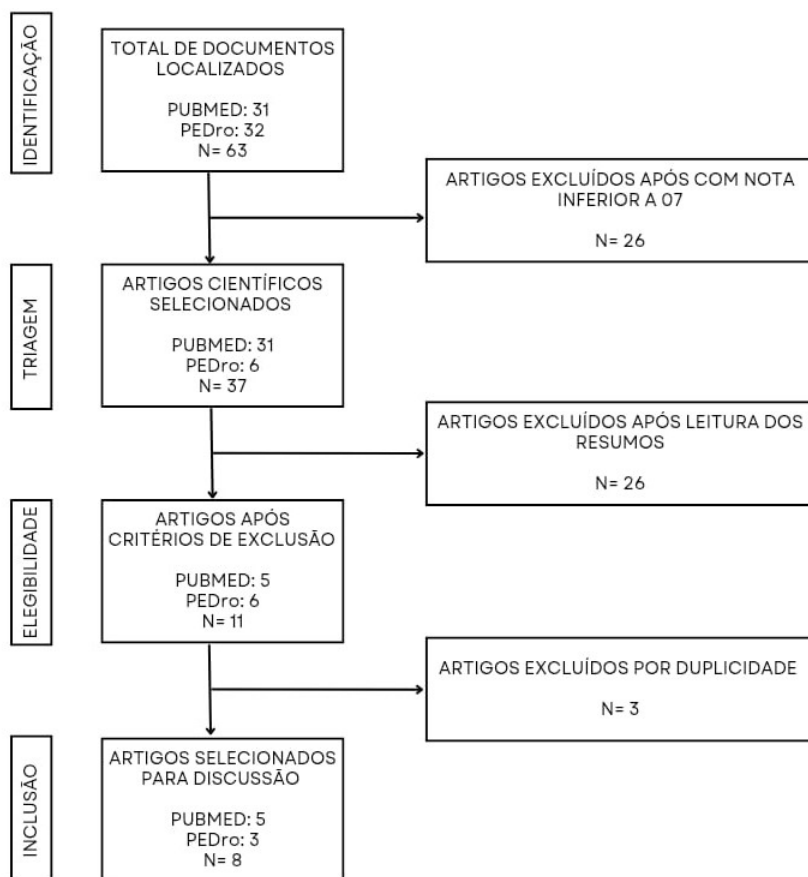 IDENTIFICAÇÃO
TOTAL DE DOCUMENTOS
LOCALIZADOS
PUBMED: 31
PEDro: 32
N= 63
ARTIGOS EXCLUÍDOS APÓS COM NOTA
INFERIOR A 07
N= 26
TRIAGEM
ARTIGOS CIENTÍFICOS
SELECIONADOS
PUBMED: 31
PEDro: 6
N= 37
ARTIGOS EXCLUÍDOS APÓS LEITURA DOS
RESUMOS
N= 26
ELEGIBILIDADE
ARTIGOS APÓS
CRITÉRIOS DE EXCLUSÃO
PUBMED: 5
PEDro: 6
N= 11
ARTIGOS EXCLUÍDOS POR DUPLICIDADE
N= 3
INCLUSÃO
ARTIGOS SELECIONADOS
PARA DISCUSSÃO
PUBMED: 5
PEDro: 3
N= 8